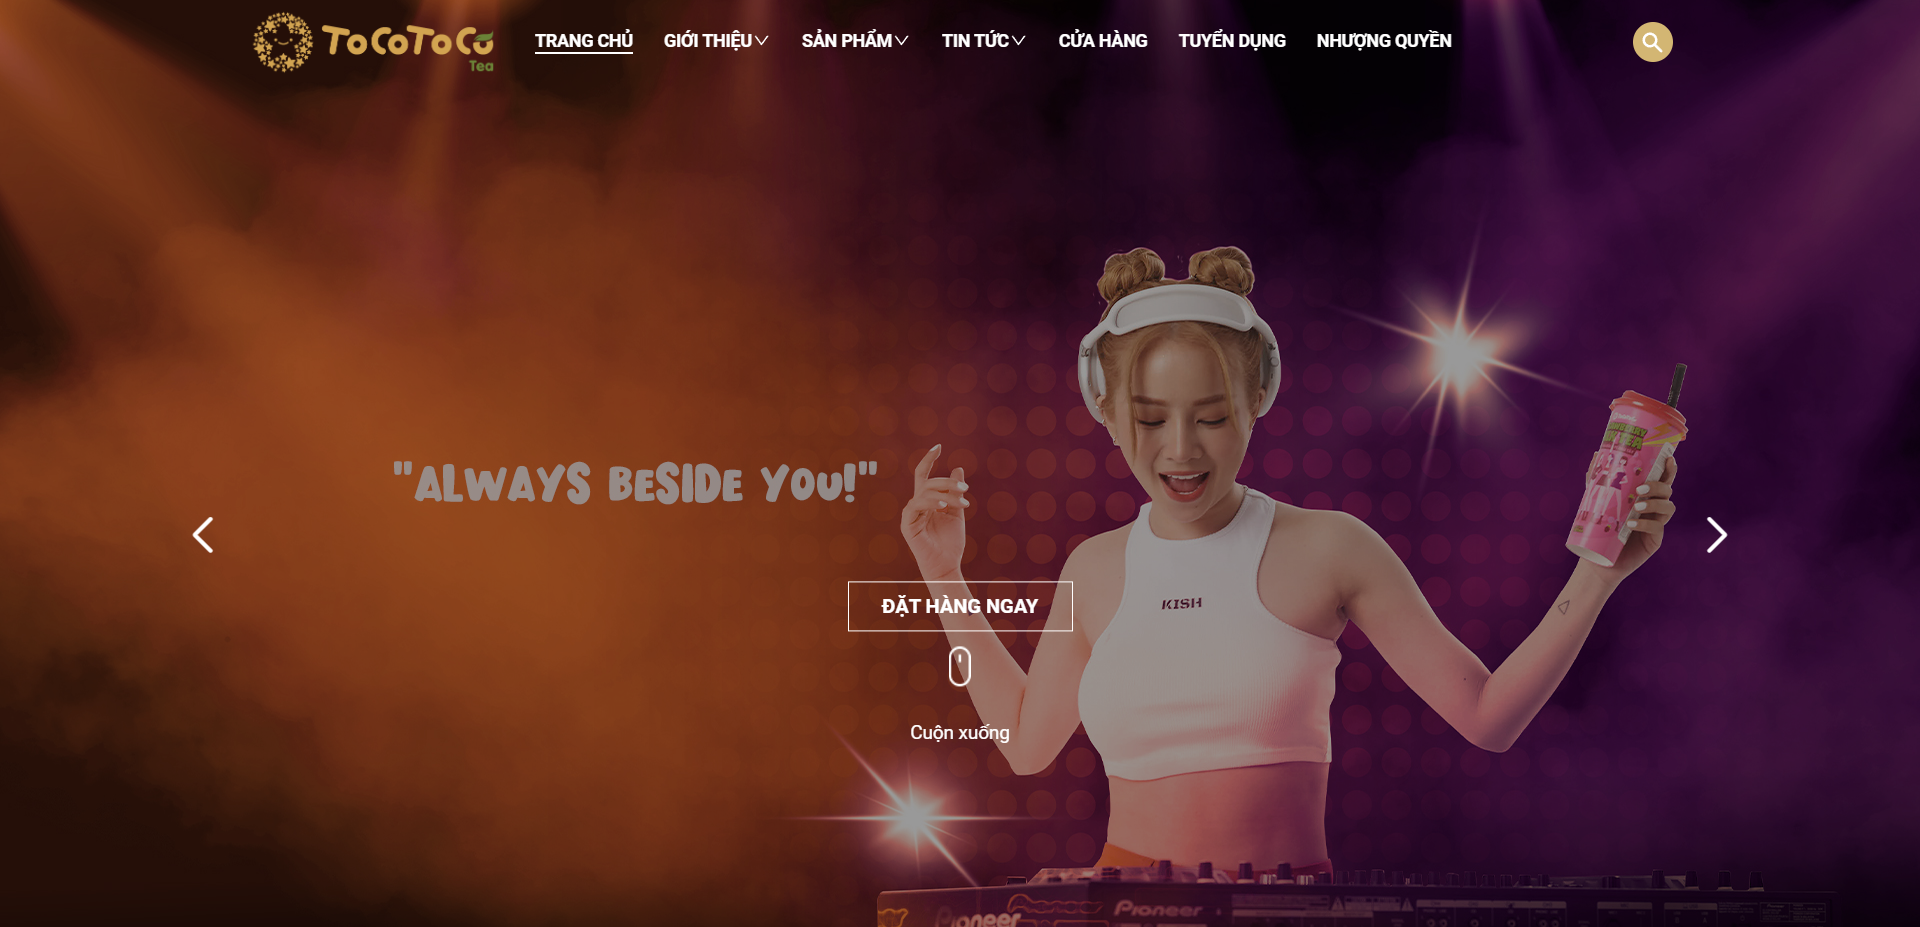 ToCoToCo
Tea
TRANG CHỦ
GIỚI THIỆU
SẢN PHẨM
TIN TỨC
CỬA HÀNG
TUYỂN DỤNG
NHƯỢNG QUYỀN
"ALWAYS BESIDE YOU!"
KISH
ĐẶT HÀNG NGAY
Cuộn xuống
Pioneer
Pioneer